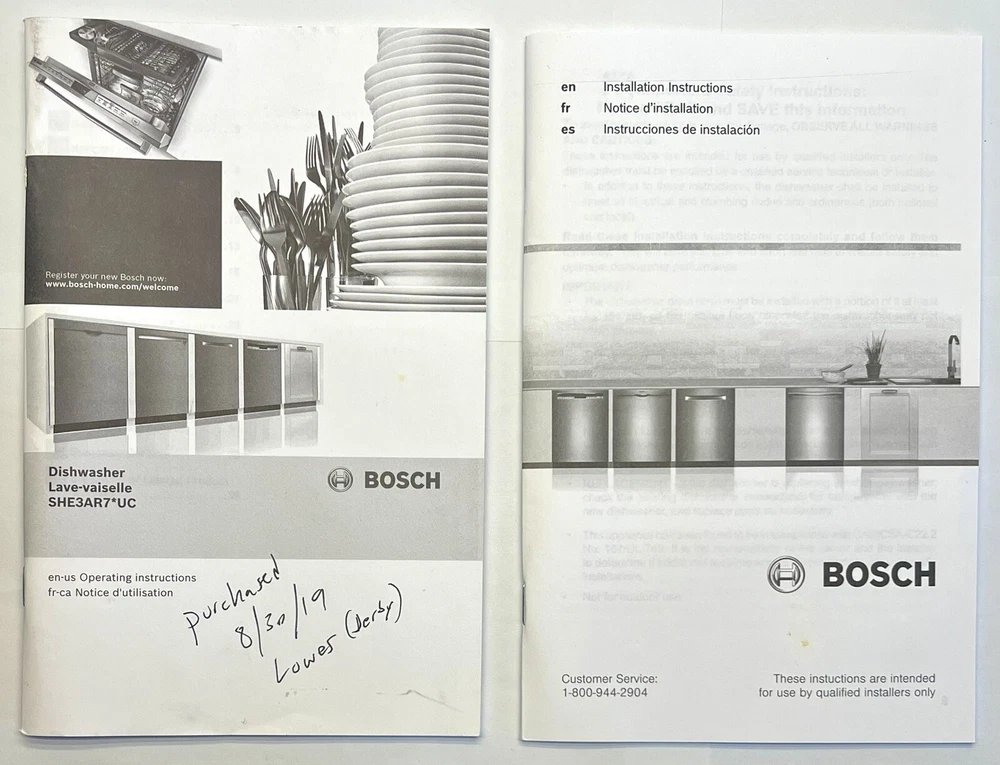 Register your new Bosch now:
www.bosch-home.com/welcome
Dishwasher
Lave-vaiselle
SHE3AR7*UC
BOSCH
en-us Operating instructions
fr-ca Notice d'utilisation
purchased
8/30/19
Lowes (Derby)
en Installation Instructions
fr Notice d'installation
es Instrucciones de instalación
BOSCH
Customer Service:
1-800-944-2904
These instuctions are intended
for use by qualified installers only